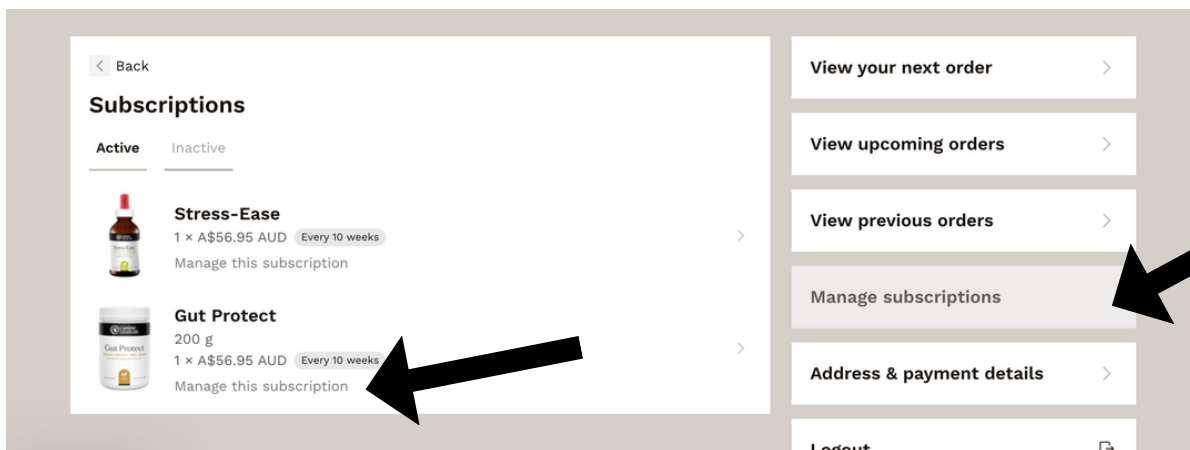 Back
Subscriptions
Active Inactive
Stress-Ease
1 × A$56.95 AUD Every 10 weeks
Manage this subscription
Gut Protect
Gut Protect
200 g
1 × A$56.95 AUD Every 10 weeks
Manage this subscription
View your next order
View upcoming orders
View previous orders
Manage subscriptions
Address & payment details
Logout